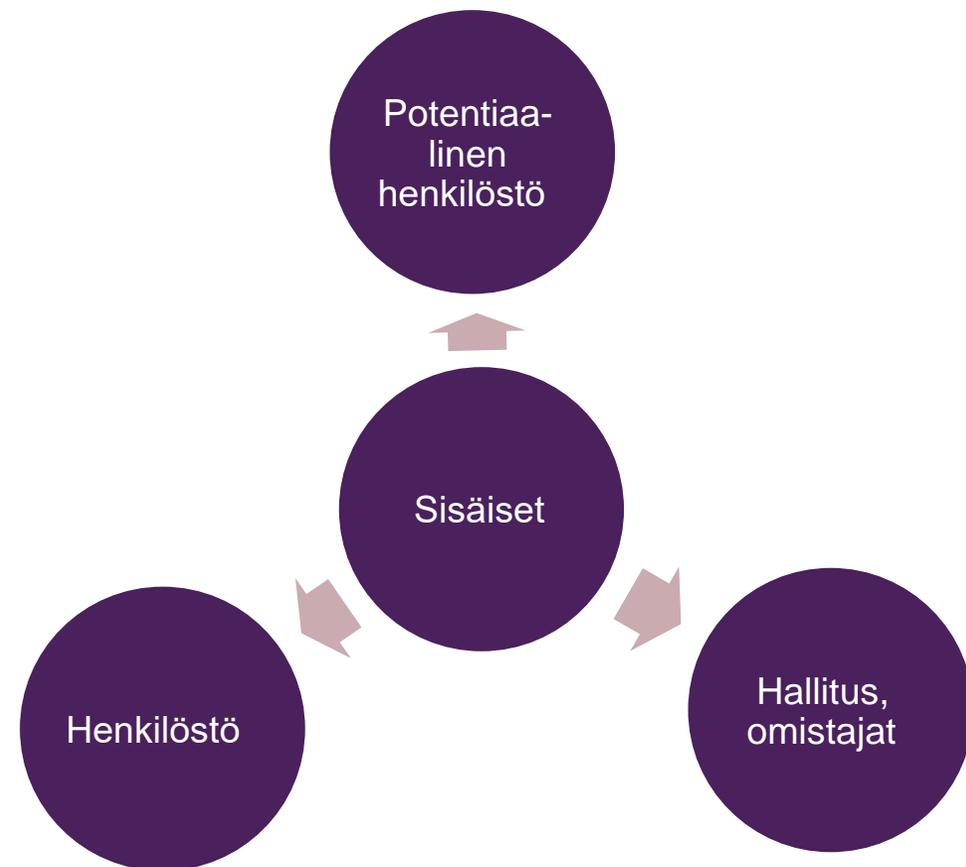 Potentiaa-
linen
henkilöstö
Sisäiset
Henkilöstö
Hallitus,
omistajat